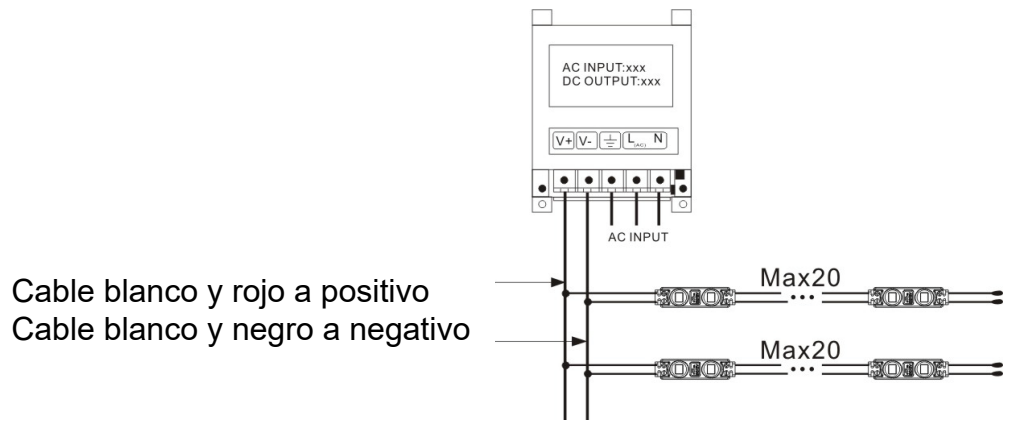 AC INPUT:xxx
DC OUTPUT:xxx
V+ V- L(AC) N
AC INPUT
Max20
Cable blanco y rojo a positivo
Cable blanco y negro a negativo
Max20